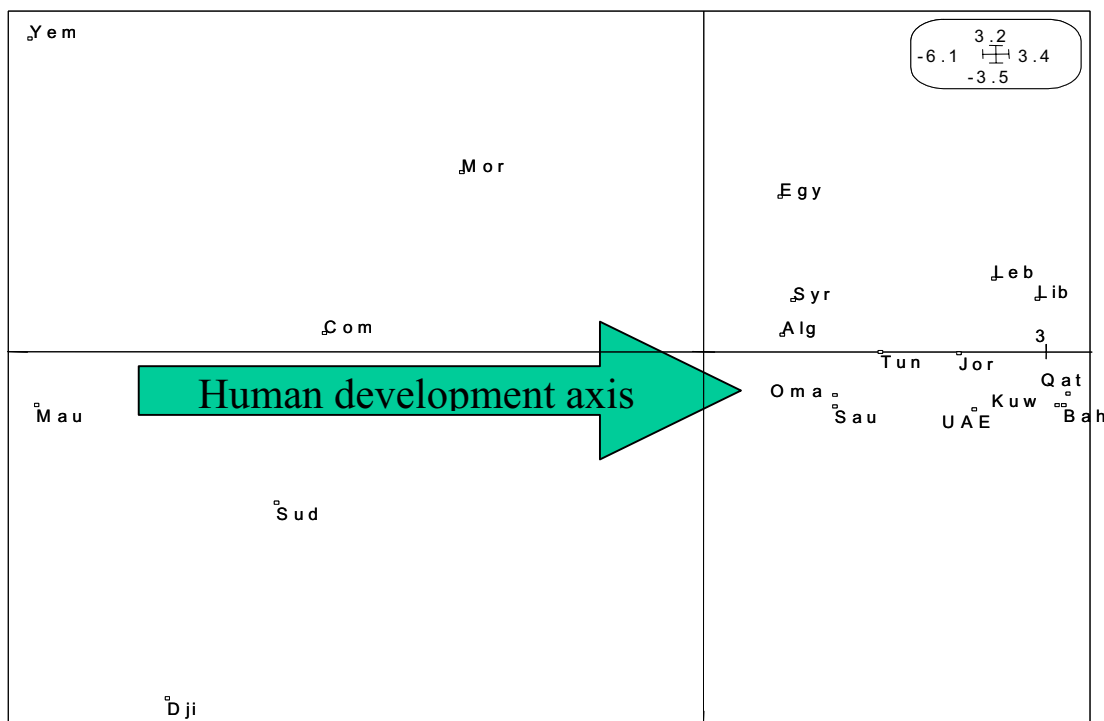 Yem
3.2
-6.1 3.4
-3.5
Mor
Egy
Leb
Syr
Lib
Com
Alg
3
Tun
Jor
Qat
Human development axis
Oma
Kuw
Mau
Sau
UAE
Bah
Sud
Dji